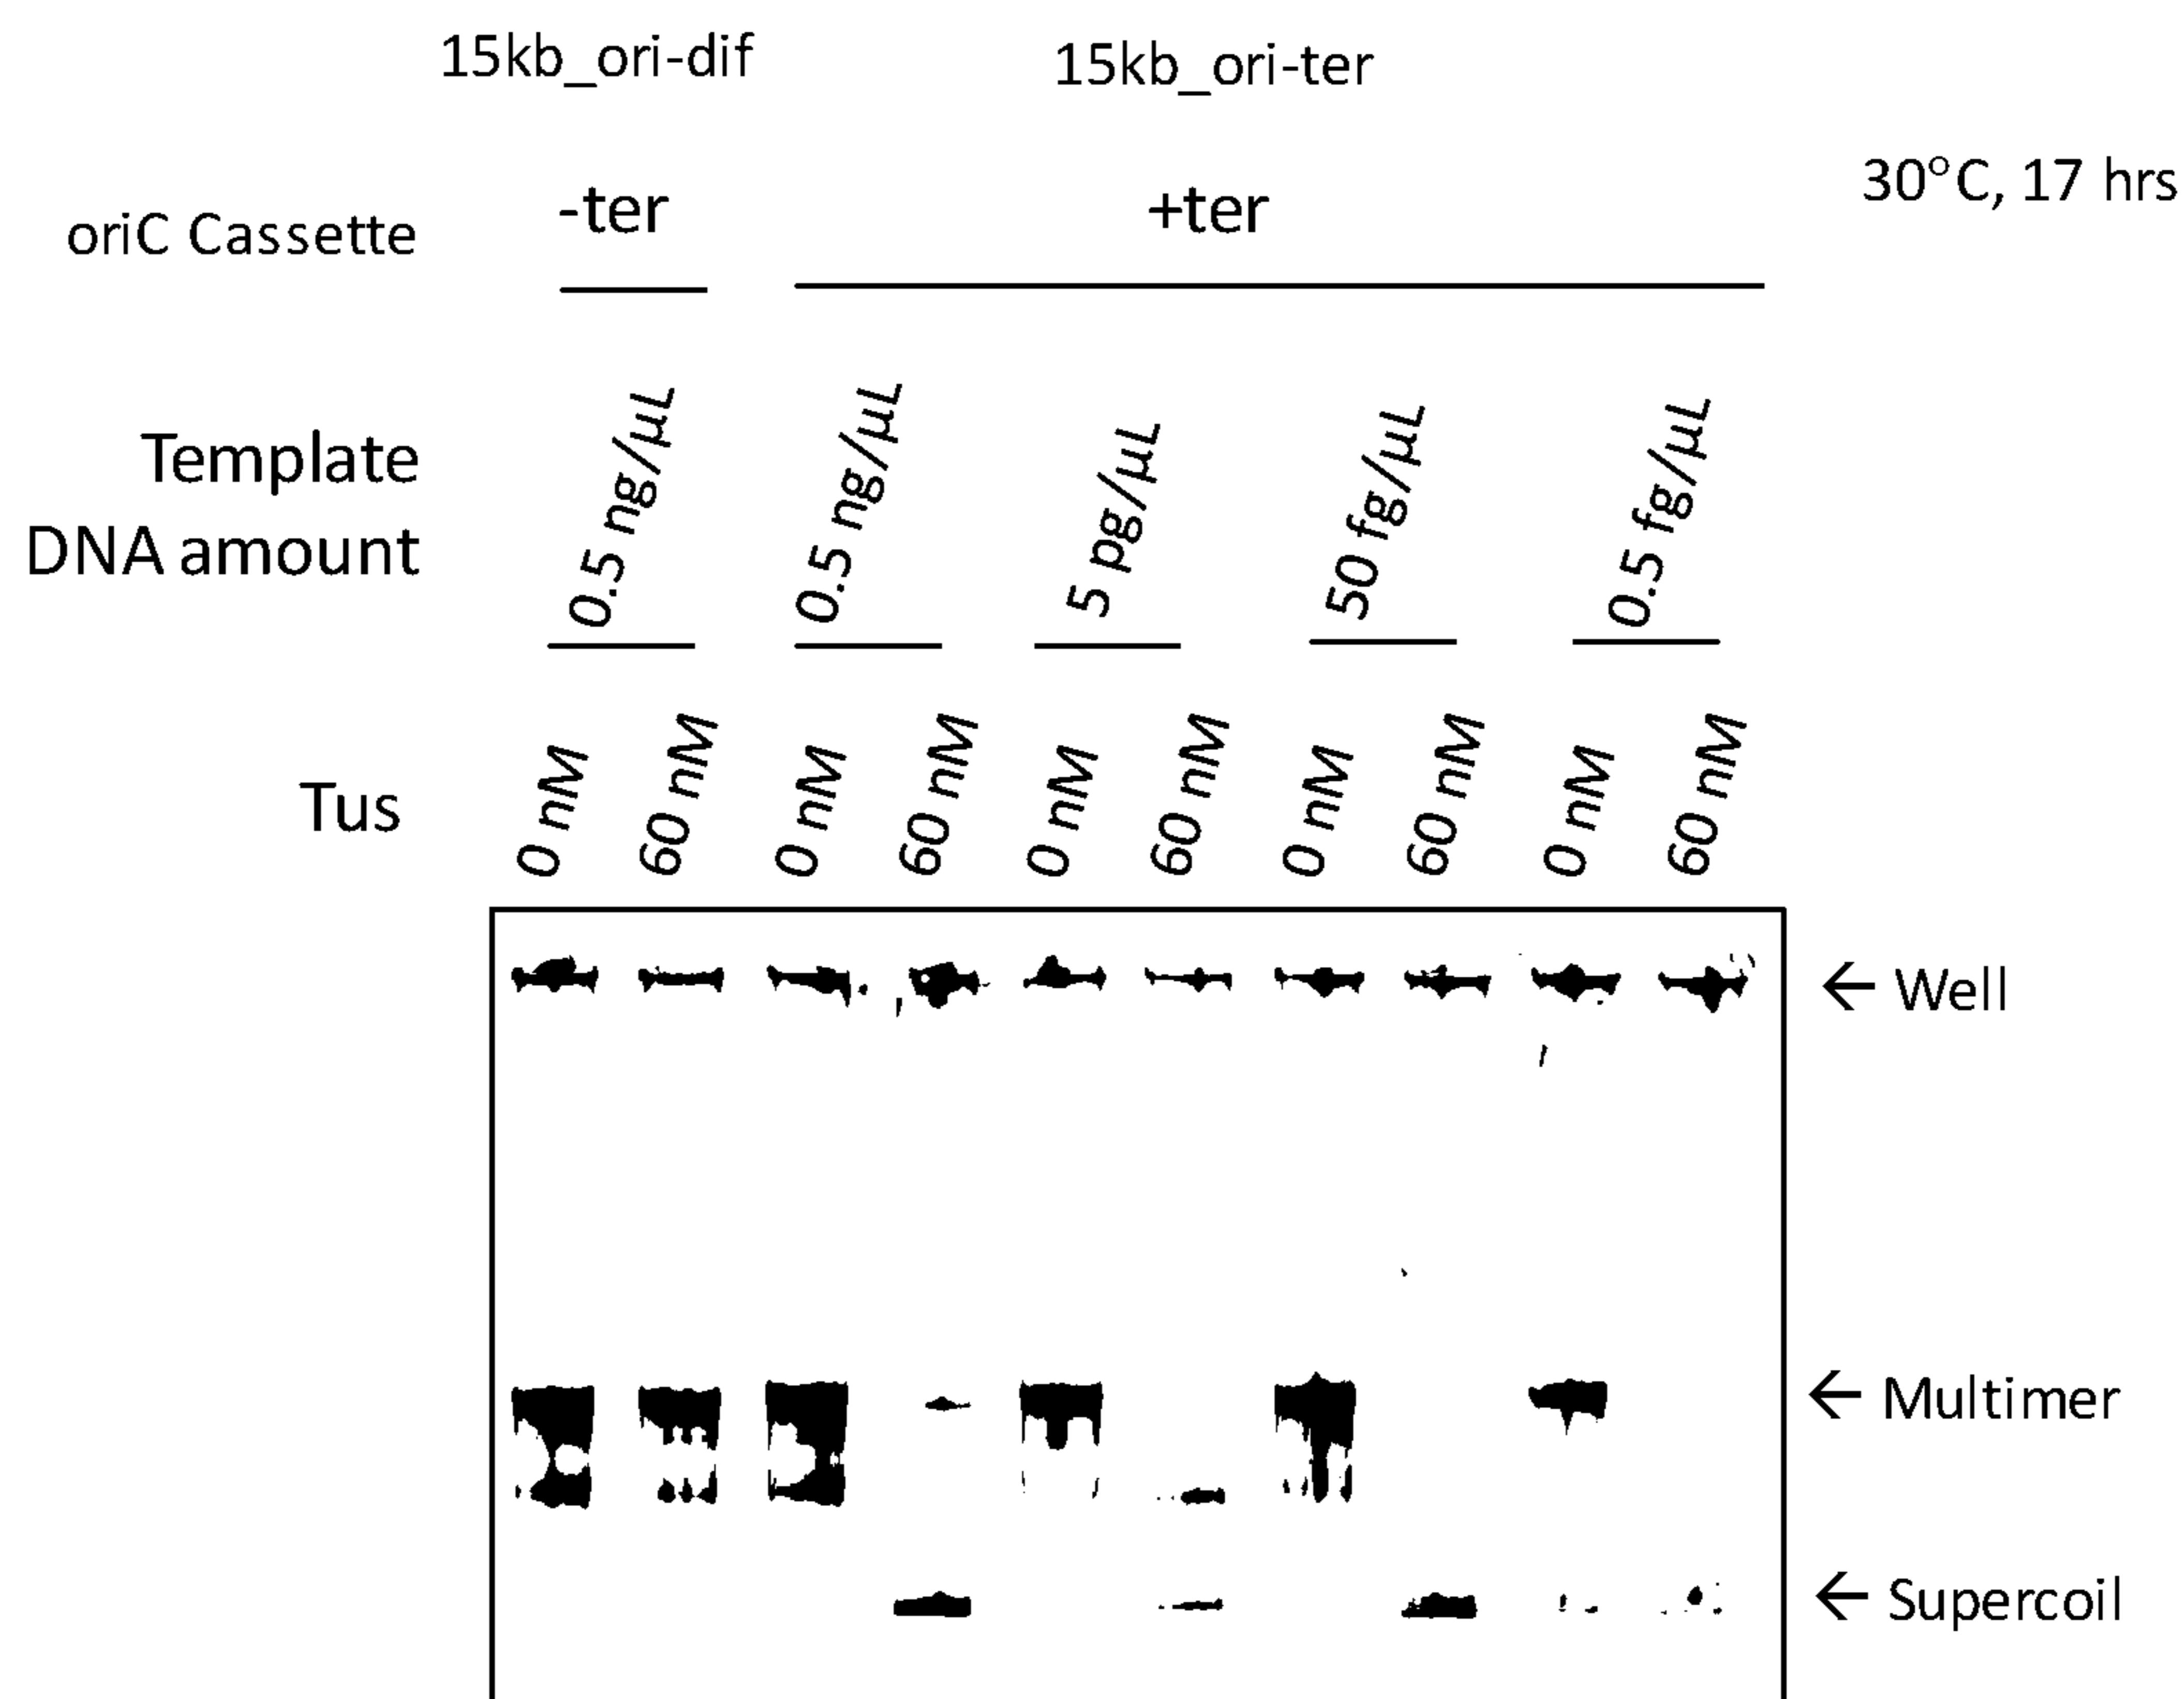 15kb_ori-dif 15kb_ori-ter
30°C, 17 hrs
oriC Cassette -ter +ter
Template
DNA amount
0.5 ng/µL 0.5 ng/µL 5 pg/µL 50 fg/µL 0.5 fg/µL
Tus 0 nM 60 nM 0 nM 60 nM 0 nM 60 nM 0 nM 60 nM 0 nM 60 nM
← Well
← Multimer
← Supercoil